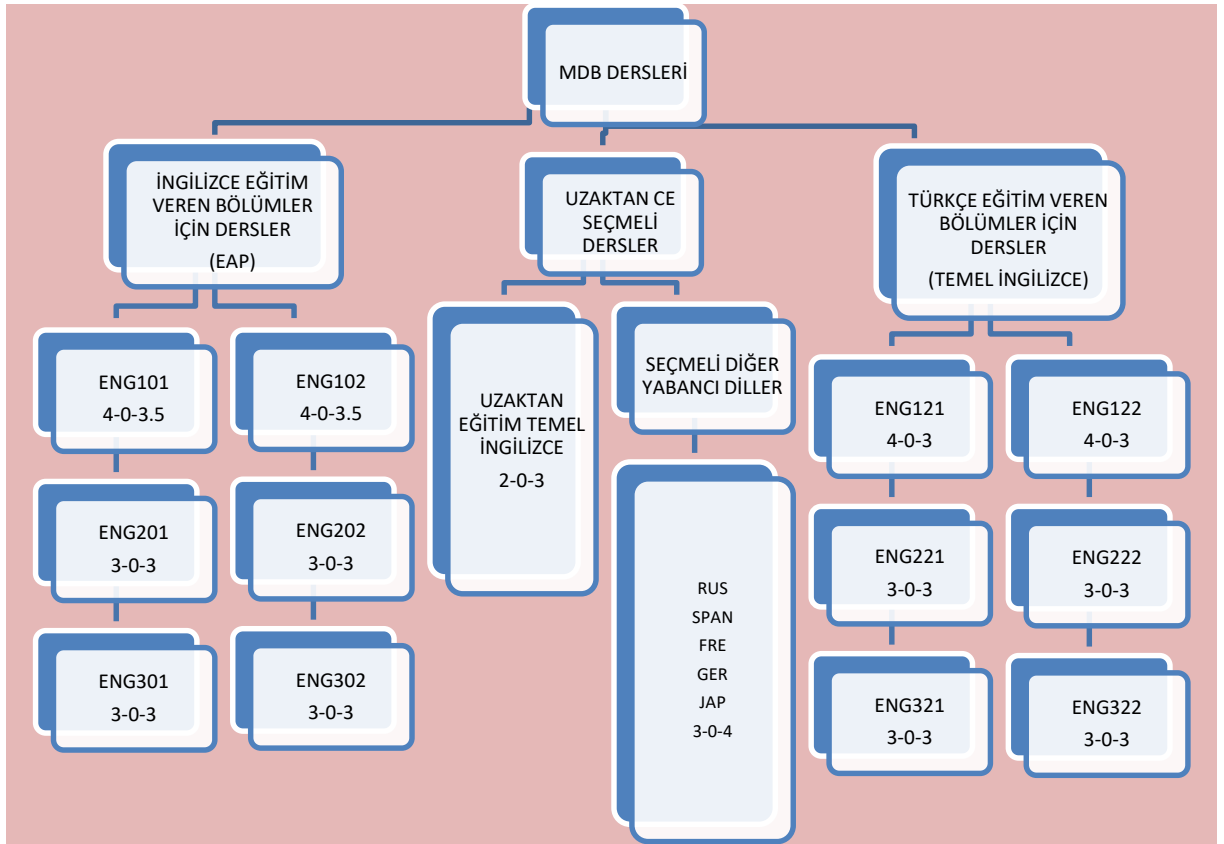 MDB DERSLERİ
İNGİLİZCE EĞİTİM
VEREN BÖLÜMLER
İÇİN DERSLER
(EAP)
ENG101
4-0-3.5
ENG201
3-0-3
ENG301
3-0-3
ENG102
4-0-3.5
ENG202
3-0-3
ENG302
3-0-3
UZAKTAN CE
SEÇMELİ
DERSLER
UZAKTAN
EĞİTİM TEMEL
İNGİLİZCE
2-0-3
SEÇMELİ DİĞER
YABANCI DİLLER
RUS
SPAN
FRE
GER
JAP
3-0-4
TÜRKÇE EĞİTİM VEREN
BÖLÜMLER İÇİN
DERSLER
(TEMEL İNGİLİZCE)
ENG121
4-0-3
ENG221
3-0-3
ENG321
3-0-3
ENG122
4-0-3
ENG222
3-0-3
ENG322
3-0-3